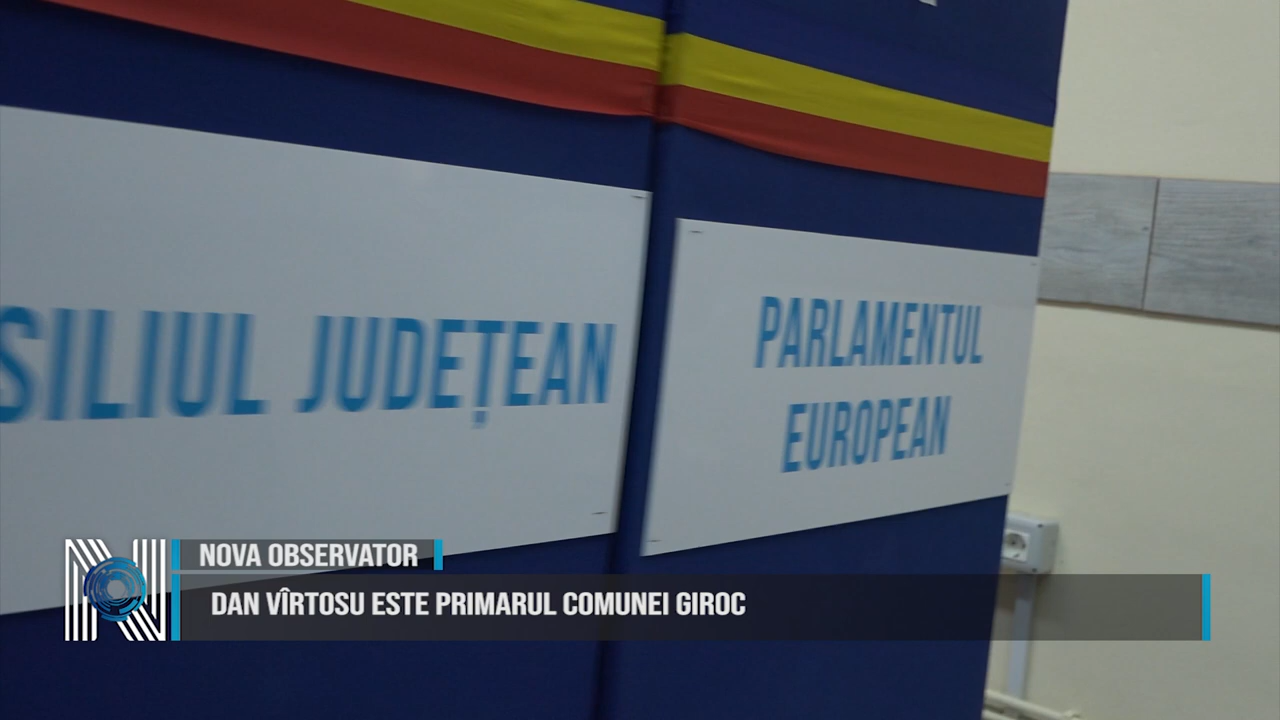 SILIUL JUDEȚEAN
PARLAMENTUL
EUROPEAN
NOVA OBSERVATOR
DAN VÎRTOSU ESTE PRIMARUL COMUNEI GIROC